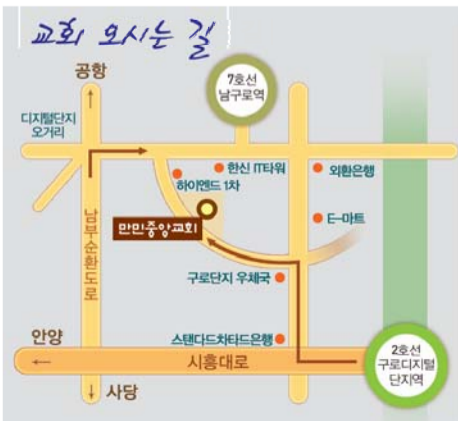 교회 오시는 길
공항
7호선
남구로역
디지털단지
오거리
한신 IT타워
외환은행
하이엔드 1차
만민중앙교회
E-마트
남부순환도로
구로단지 우체국
스탠다드차타드은행
안양
시흥대로
2호선
구로디지털
단지역
사당